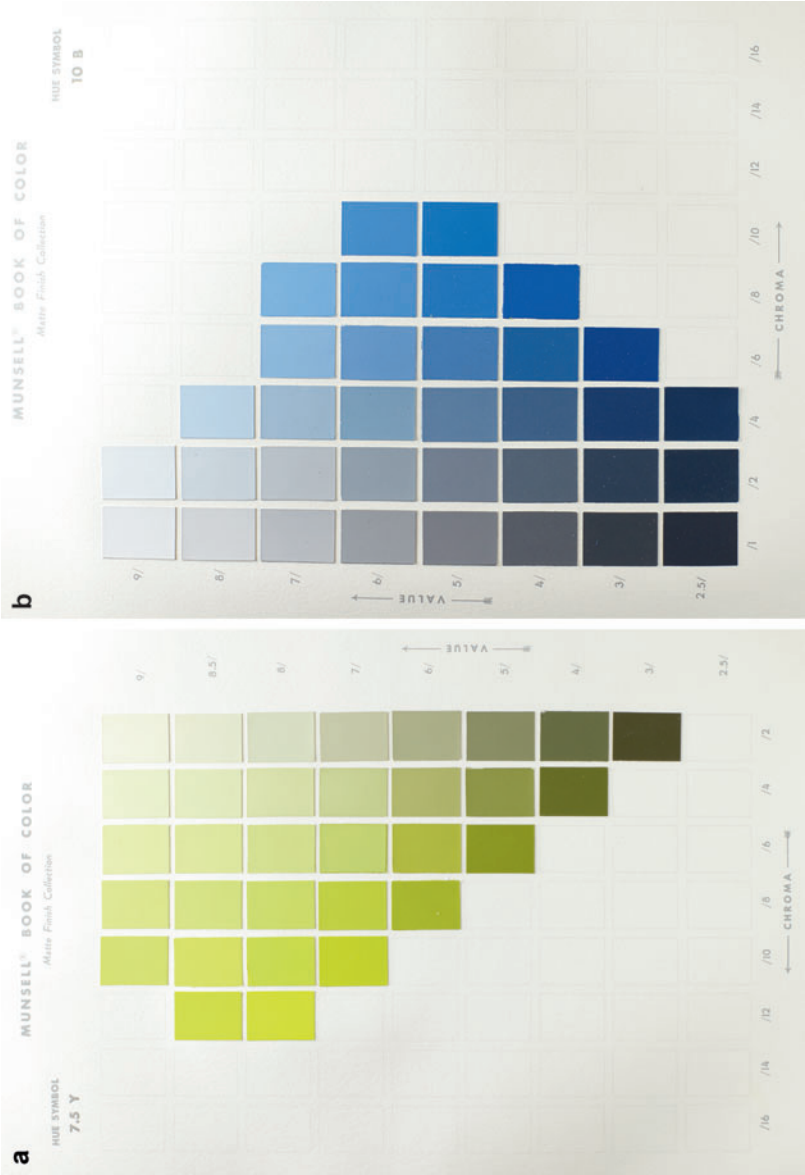 a
MUNSELL® BOOK OF COLOR
Matte Finish Collection
HUE SYMBOL
7.5 Y
9/
8.5/
8/
7/
6/
5/
4/
3/
2.5/
VALUE
/16 /14 /12 /10 /8 /6 /4 /2
CHROMA
b
MUNSELL® BOOK OF COLOR
Matte Finish Collection
HUE SYMBOL
10 B
9/
8/
7/
6/
5/
4/
3/
2.5/
VALUE
/1 /2 /4 /6 /8 /10 /12 /14 /16
CHROMA